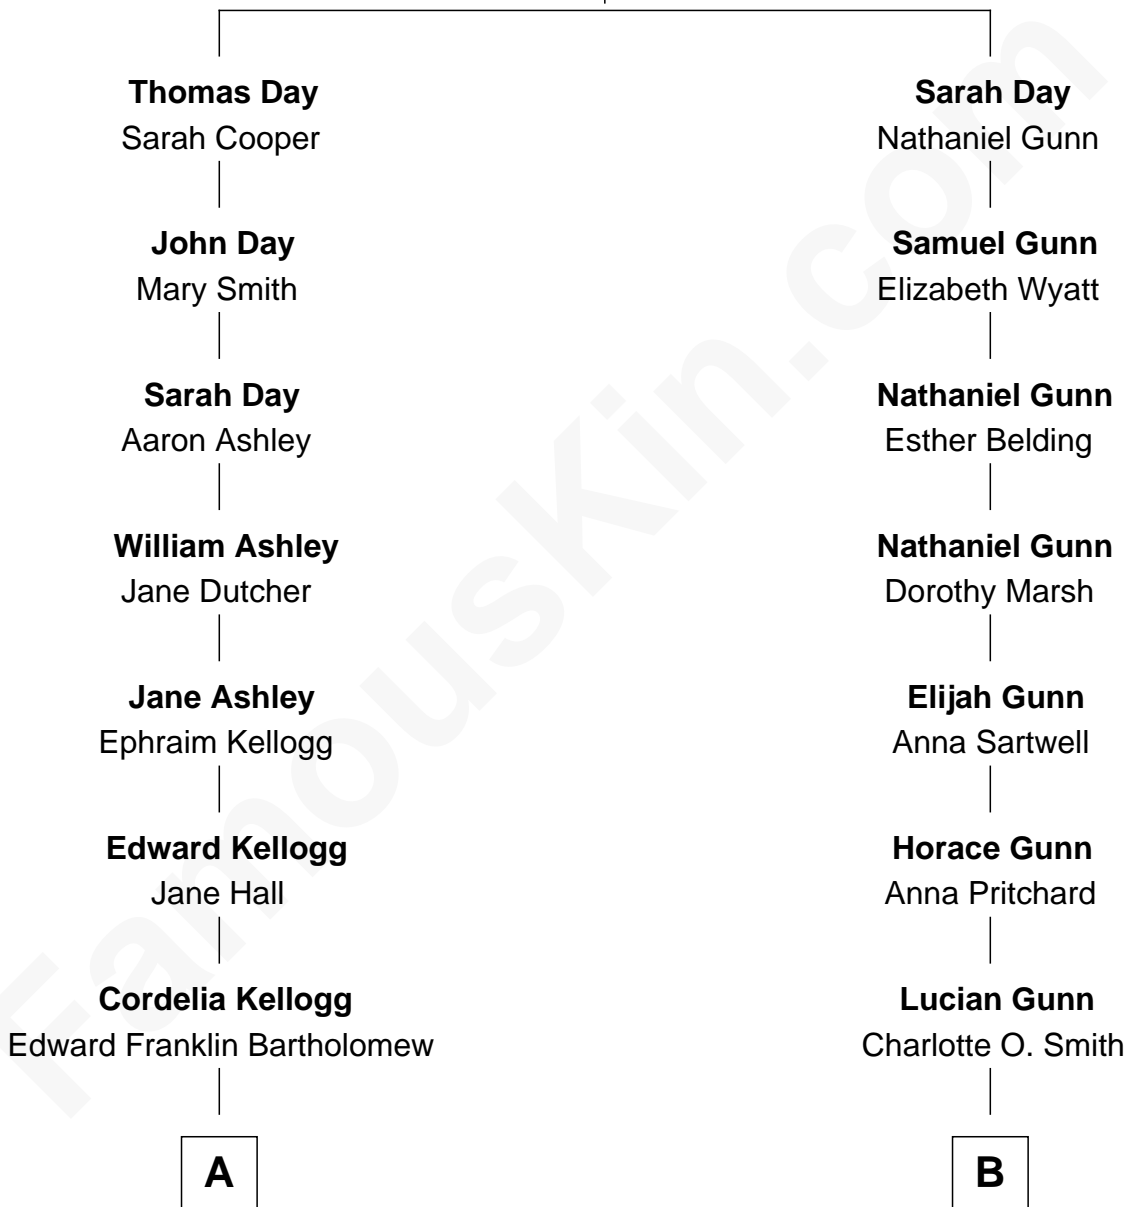 Thomas Day
Sarah Cooper
John Day
Mary Smith
Sarah Day
Aaron Ashley
William Ashley
Jane Dutcher
Jane Ashley
Ephraim Kellogg
Edward Kellogg
Jane Hall
Cordelia Kellogg
Edward Franklin Bartholomew
A
Sarah Day
Nathaniel Gunn
Samuel Gunn
Elizabeth Wyatt
Nathaniel Gunn
Esther Belding
Nathaniel Gunn
Dorothy Marsh
Elijah Gunn
Anna Sartwell
Horace Gunn
Anna Pritchard
Lucian Gunn
Charlotte O. Smith
B
FamousKin.com